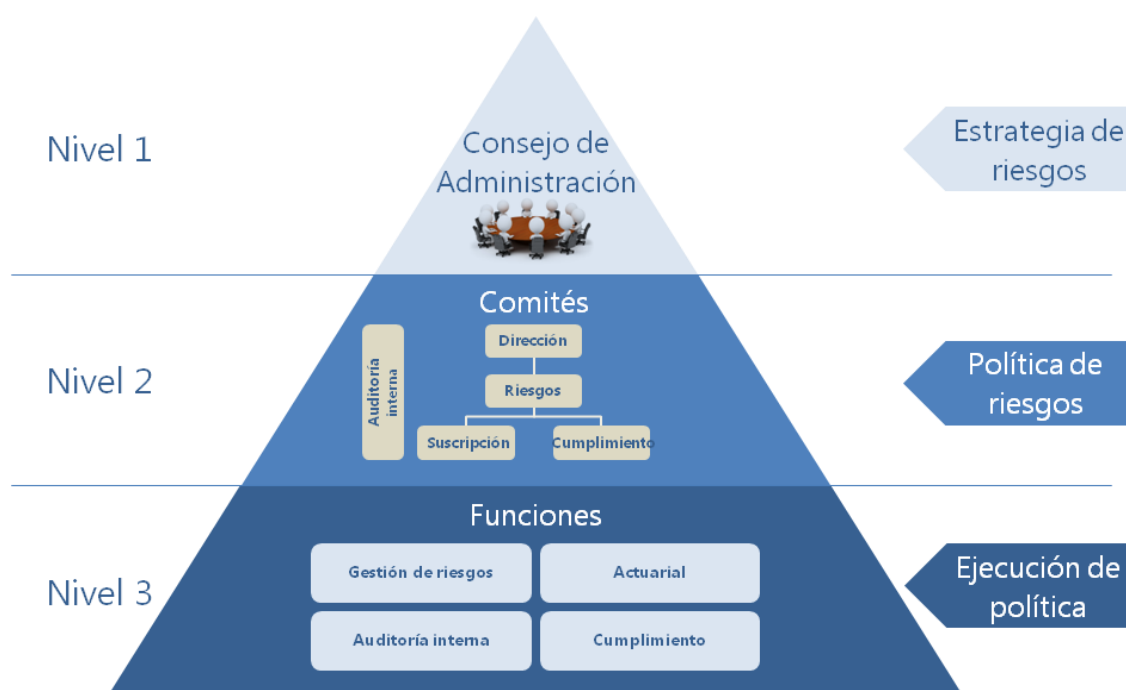 Nivel 1
Consejo de
Administración
Estrategia de
riesgos
Nivel 2
Comités
Auditoría
interna
Dirección
Riesgos
Suscripción
Cumplimiento
Política de
riesgos
Nivel 3
Funciones
Gestión de riesgos
Actuarial
Auditoría interna
Cumplimiento
Ejecución de
política